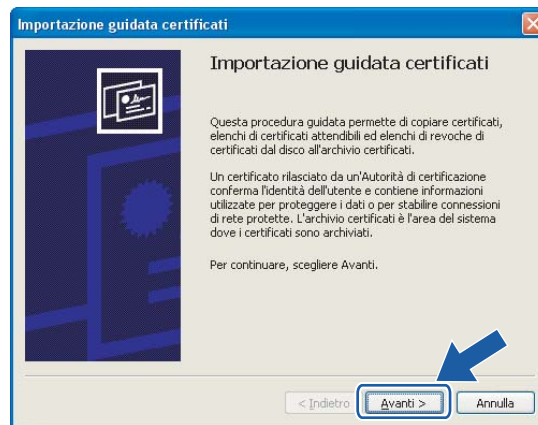 Importazione guidata certificati
Importazione guidata certificati
Questa procedura guidata permette di copiare certificati,
elenchi di certificati attendibili ed elenchi di revoche di
certificati dal disco all'archivio certificati.
Un certificato rilasciato da un'Autorità di certificazione
conferma l'identità dell'utente e contiene informazioni
utilizzate per proteggere i dati o per stabilire connessioni
di rete protette. L'archivio certificati è l'area del sistema
dove i certificati sono archiviati.
Per continuare, scegliere Avanti.
< Indietro Avanti > Annulla